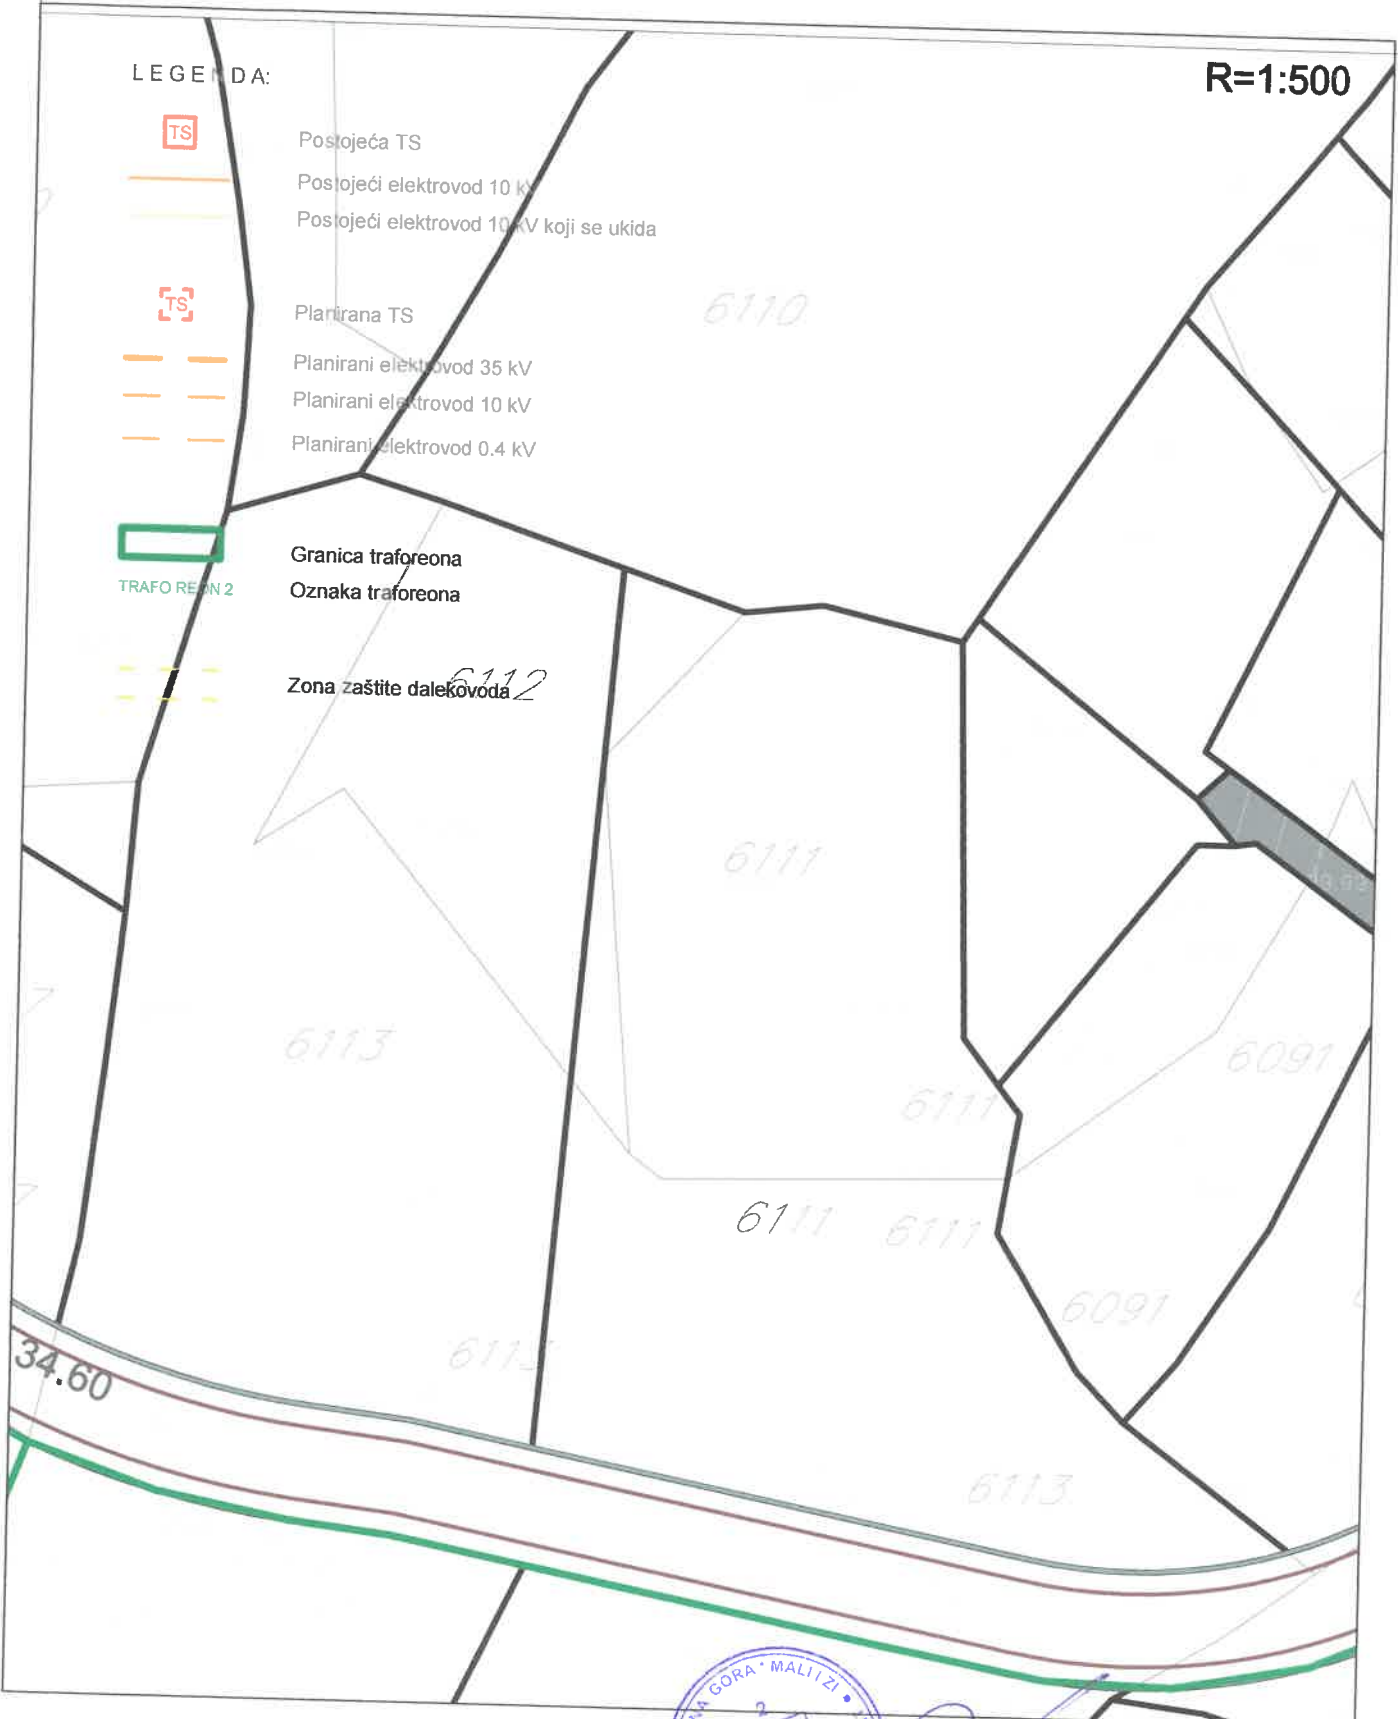 R=1:500
LEGENDA:
TS Postojeća TS
Postojeći elektrovod 10 kV
Postojeći elektrovod 10 kV koji se ukida
TS Planirana TS
Planirani elektrovod 35 kV
Planirani elektrovod 10 kV
Planirani elektrovod 0.4 kV
Granica traforeona
TRAFO REON 2 Oznaka traforeona
Zona zaštite dalekovoda
6110
6112
6111
6113
6091
6111
6111
6111
6091
6113
34.60
6113
GORA • MALI IZI •
2